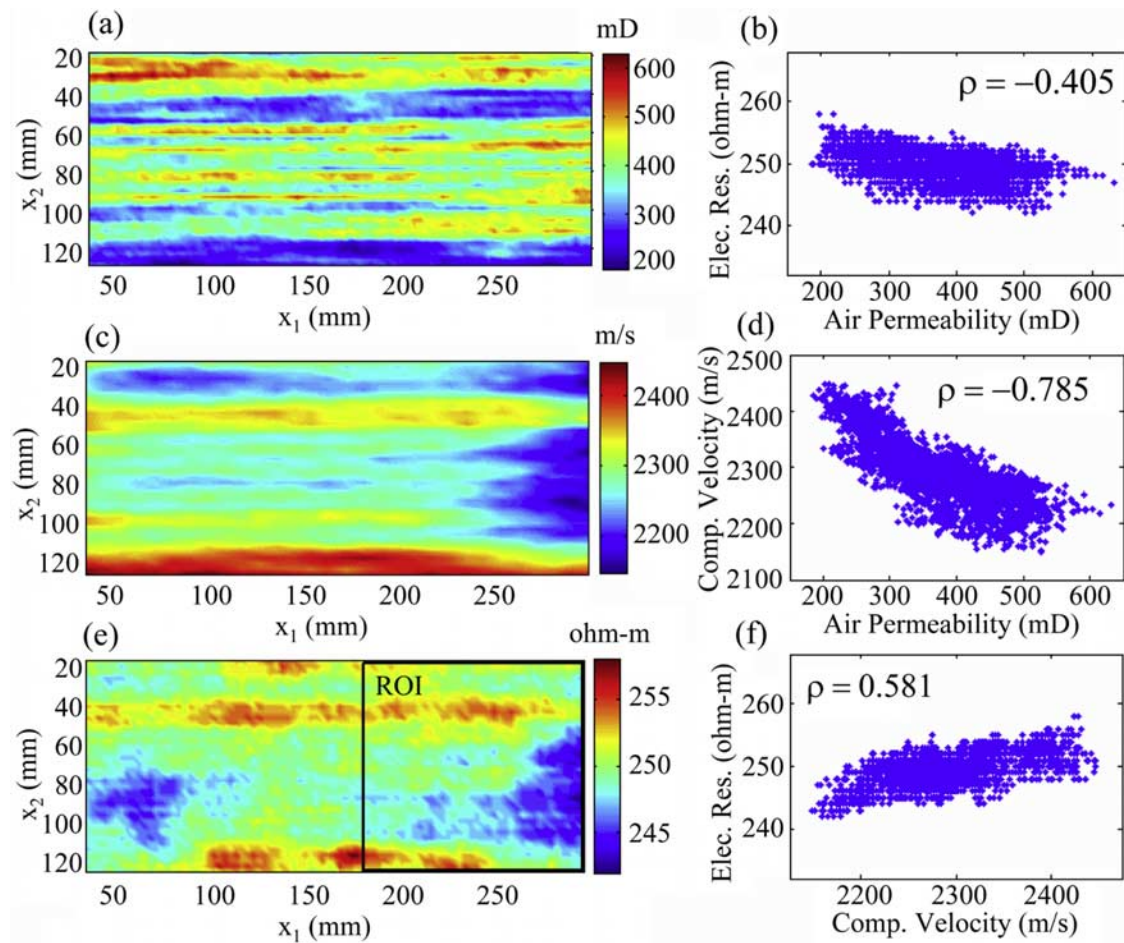 (a)
mD
20
40
60
80
100
120
x2 (mm)
50
100
150
200
250
x1 (mm)
600
500
400
300
200
(b)
ρ = −0.405
260
250
240
Elec. Res. (ohm-m)
200
300
400
500
600
Air Permeability (mD)
(c)
m/s
20
40
60
80
100
120
x2 (mm)
50
100
150
200
250
x1 (mm)
2400
2300
2200
(d)
ρ = −0.785
2500
2400
2300
2200
2100
Comp. Velocity (m/s)
200
300
400
500
600
Air Permeability (mD)
(e)
ohm-m
ROI
20
40
60
80
100
120
x2 (mm)
50
100
150
200
250
x1 (mm)
255
250
245
(f)
ρ = 0.581
260
250
240
Elec. Res. (ohm-m)
2200
2300
2400
Comp. Velocity (m/s)